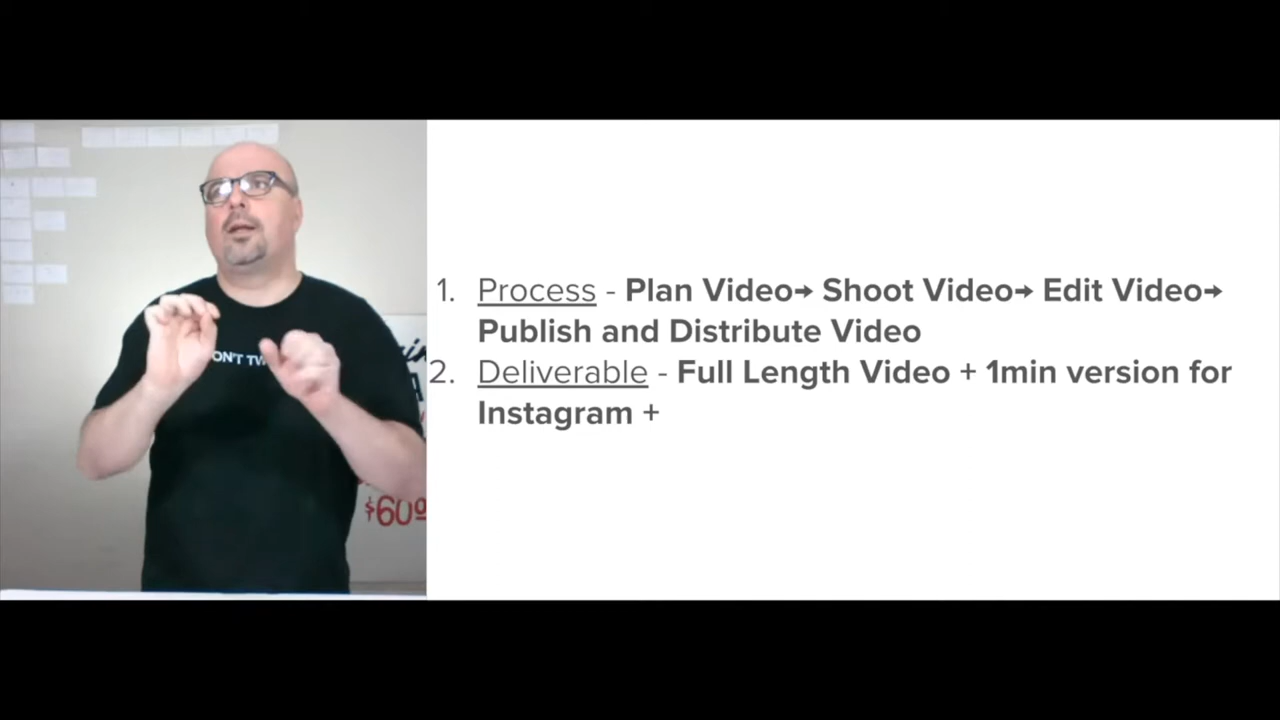 1. Process - Plan Video→ Shoot Video→ Edit Video→
Publish and Distribute Video
2. Deliverable - Full Length Video + 1min version for
Instagram +
$60